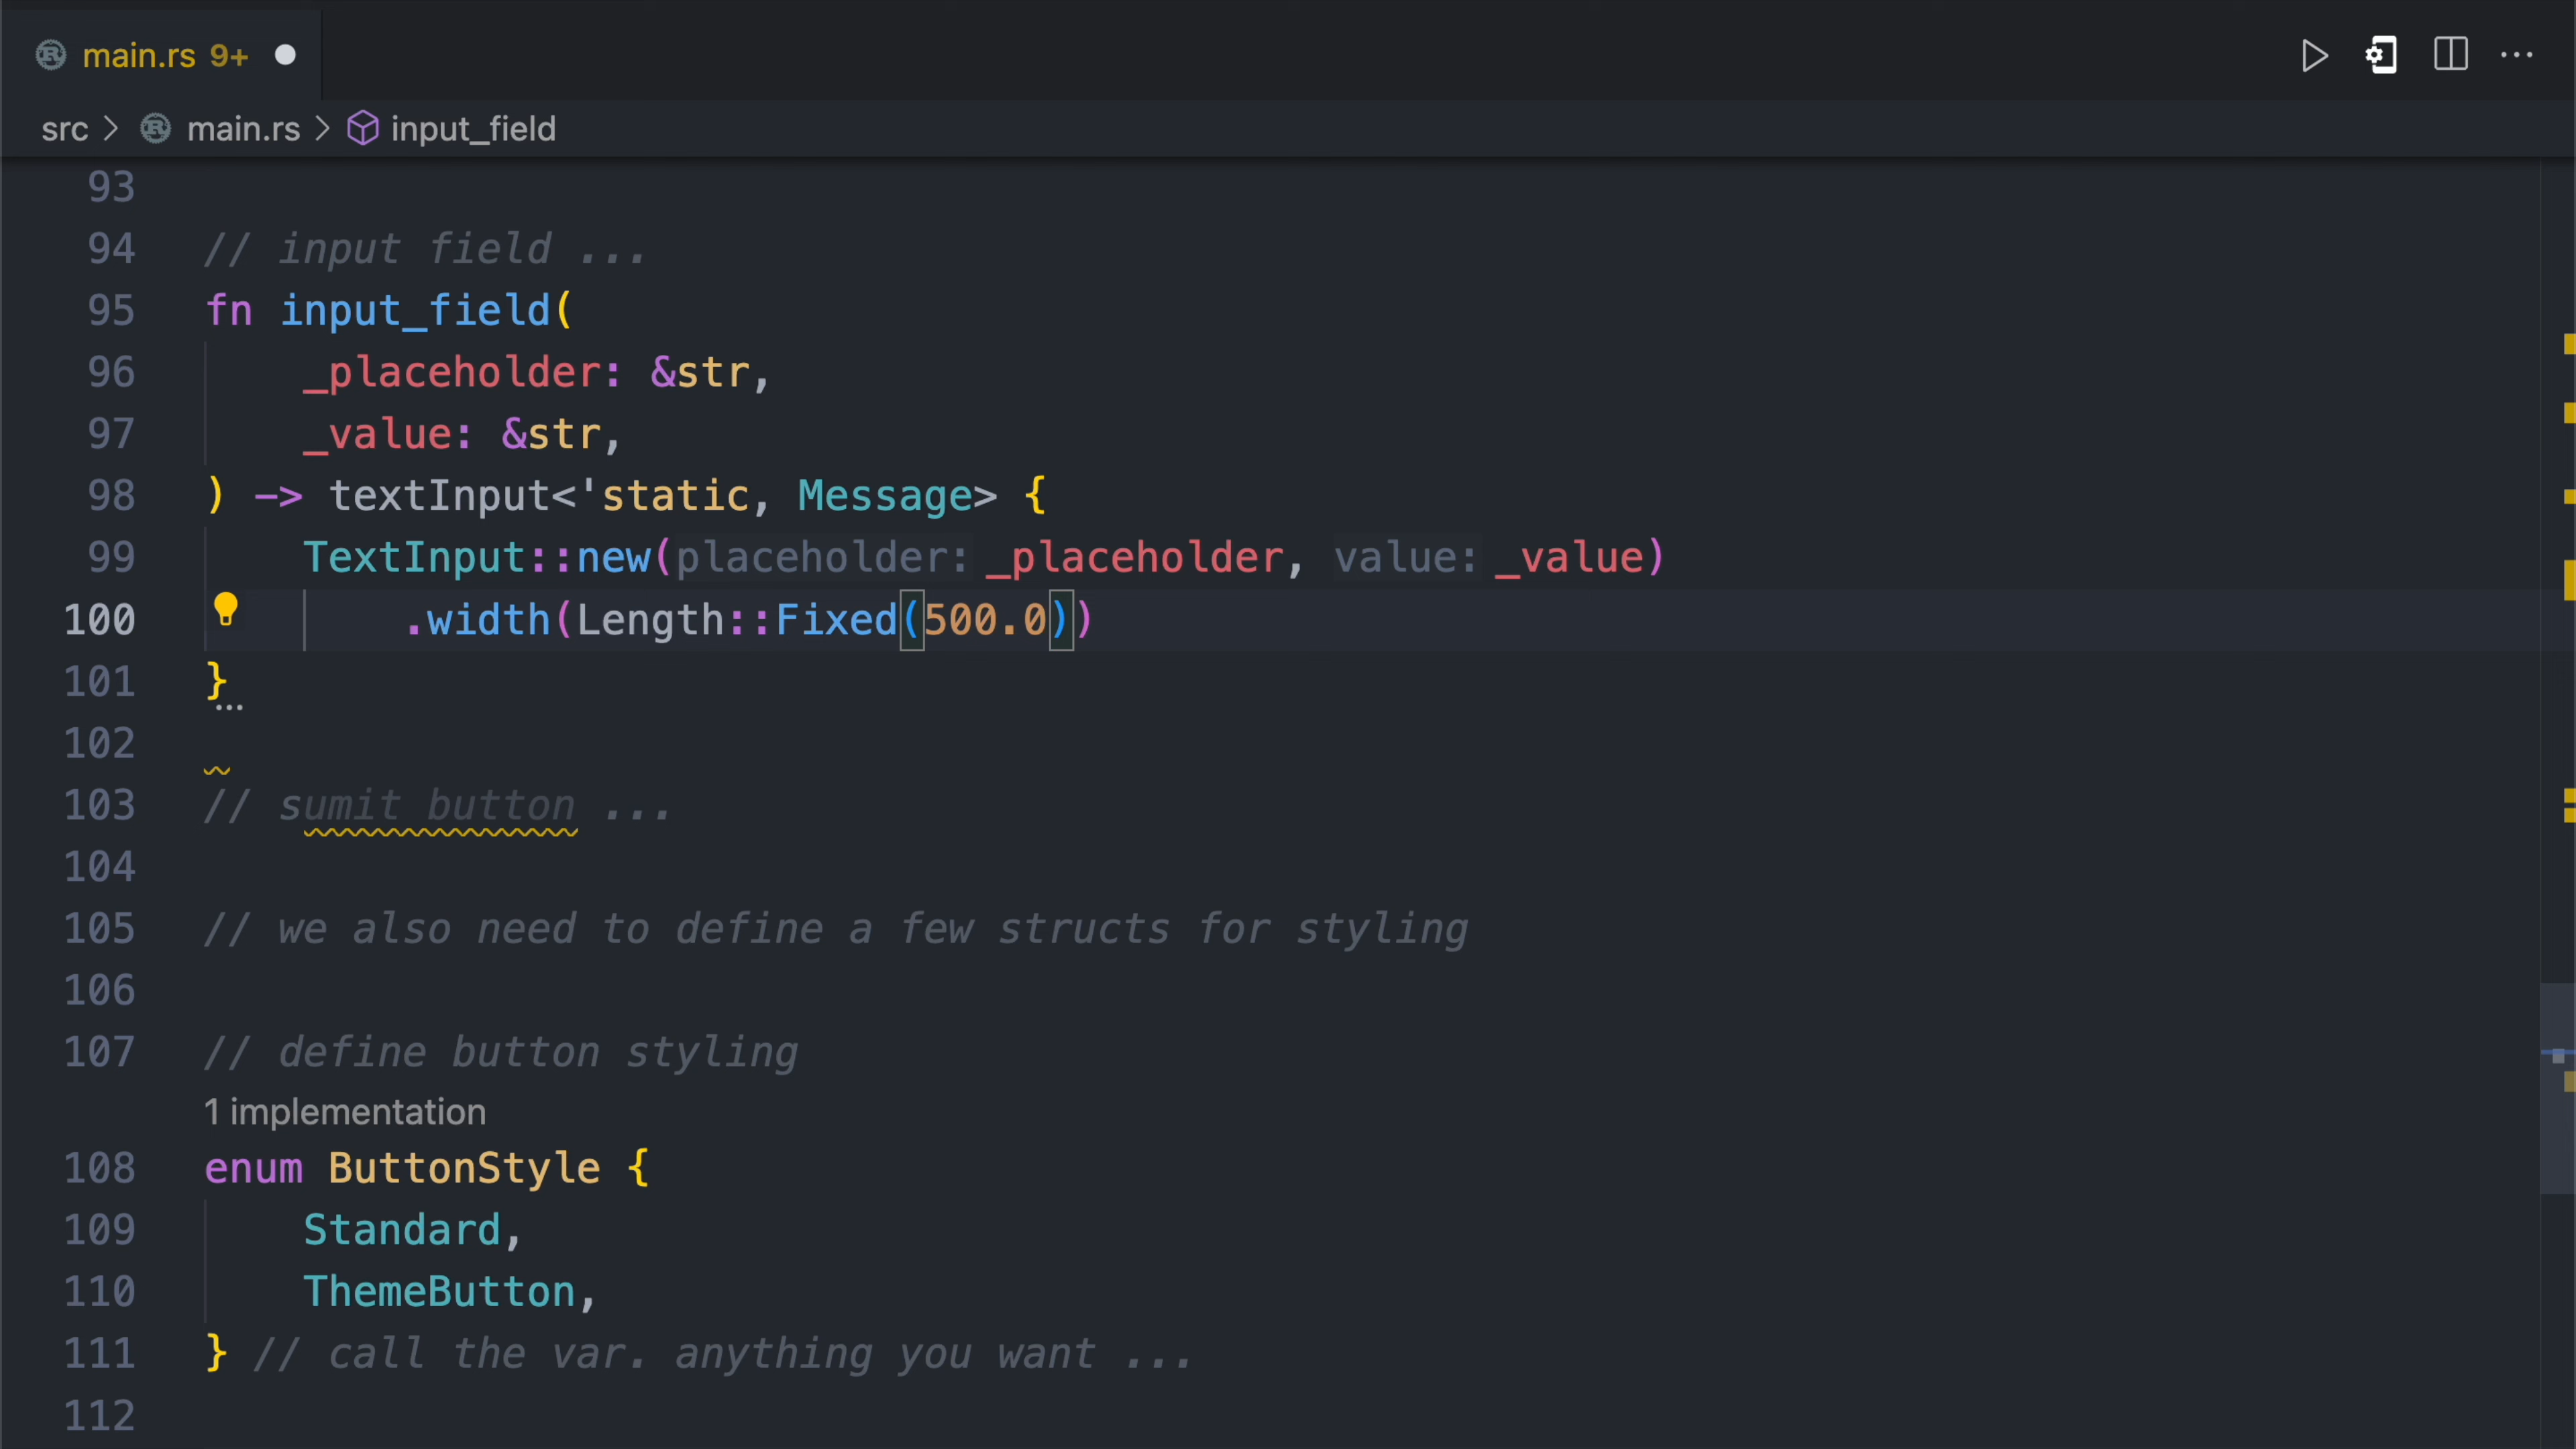 main.rs 9+
src > main.rs > input_field
93
94 // input field ...
95 fn input_field(
96 _placeholder: &str,
97 _value: &str,
98 ) -> textInput<'static, Message> {
99 TextInput::new(placeholder: _placeholder, value: _value)
100 .width(Length::Fixed(500.0))
101 }
102
103 // sumit button ...
104
105 // we also need to define a few structs for styling
106
107 // define button styling
1 implementation
108 enum ButtonStyle {
109 Standard,
110 ThemeButton,
111 } // call the var. anything you want ...
112